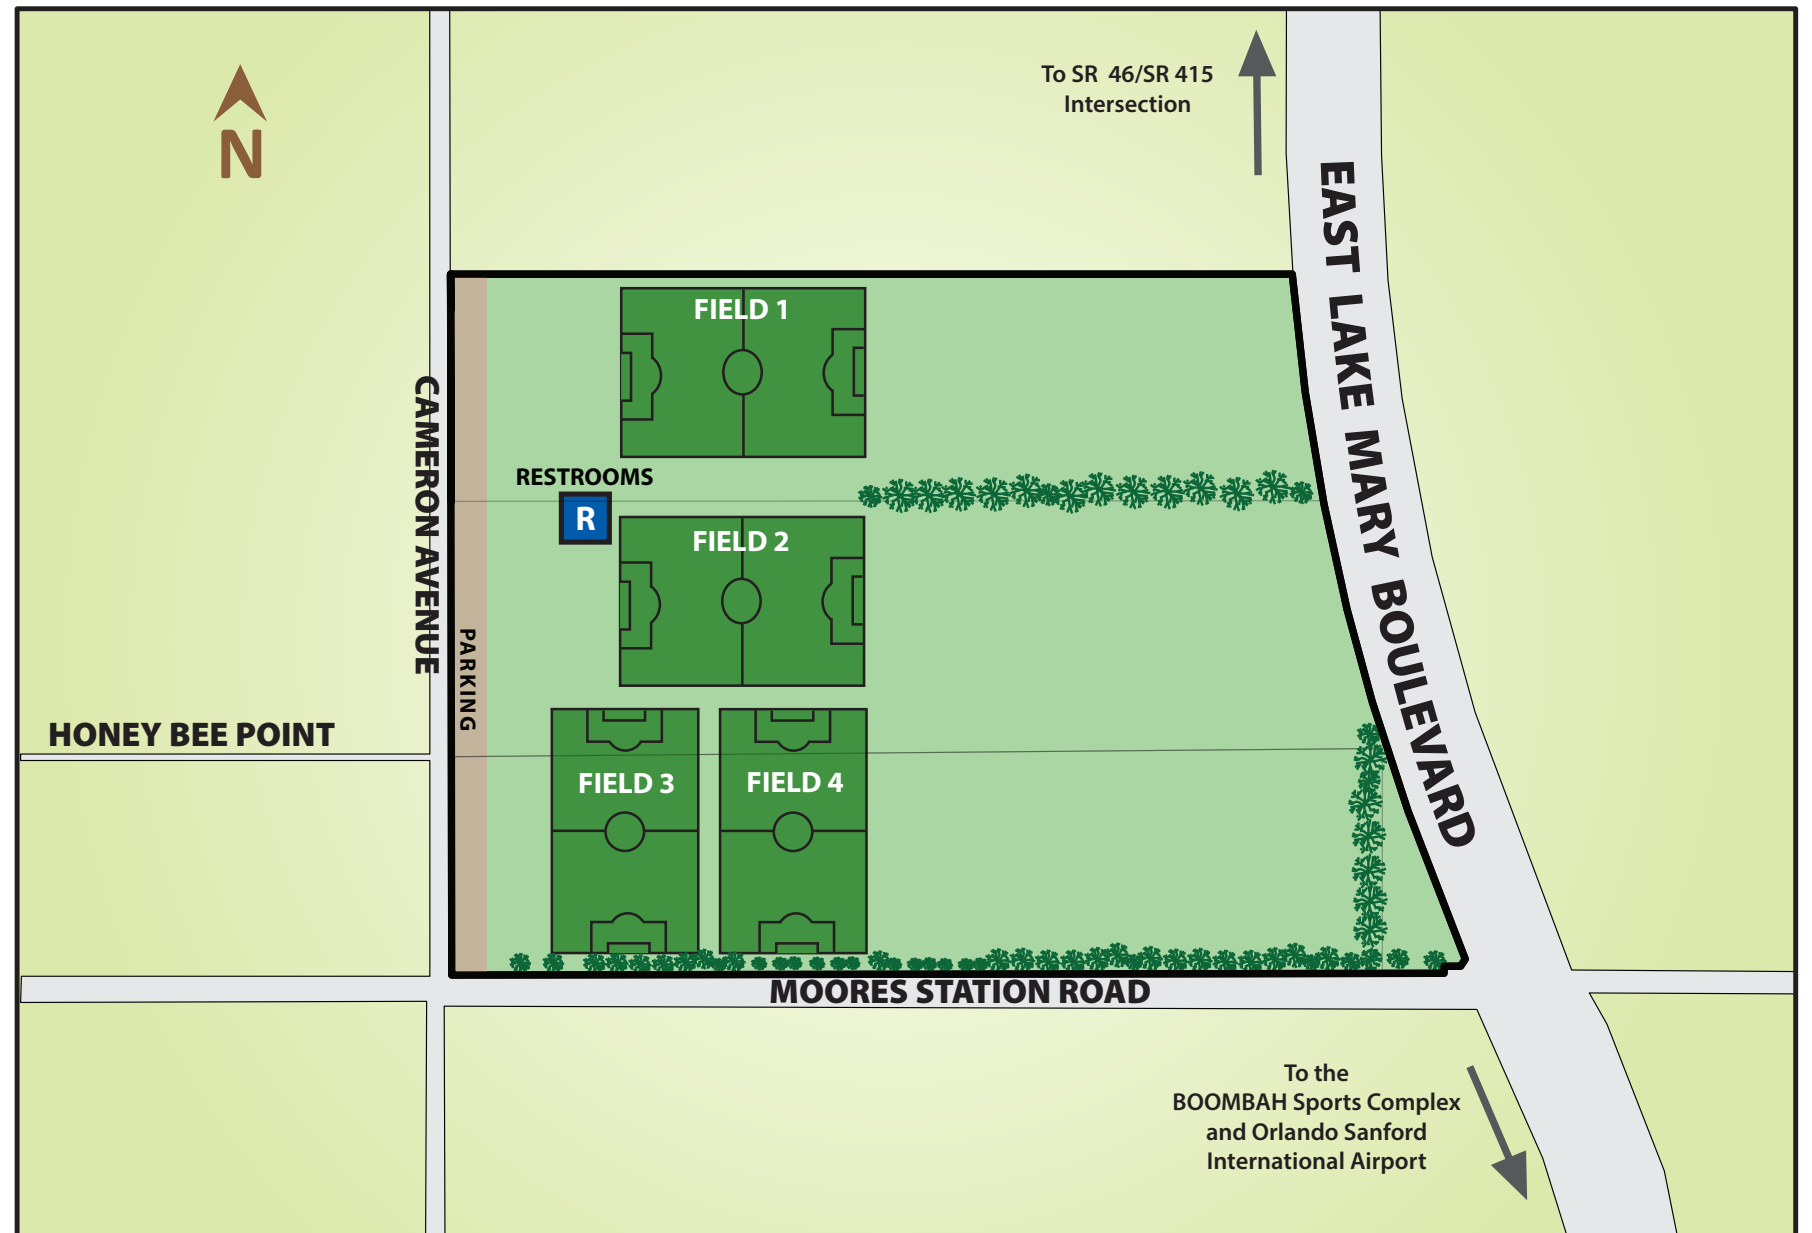 To SR 46/SR 415
Intersection
N
EAST LAKE MARY BOULEVARD
FIELD 1
CAMERON AVENUE
RESTROOMS
R
FIELD 2
PARKING
HONEY BEE POINT
FIELD 3
FIELD 4
MOORES STATION ROAD
To the
BOOMBAH Sports Complex
and Orlando Sanford
International Airport